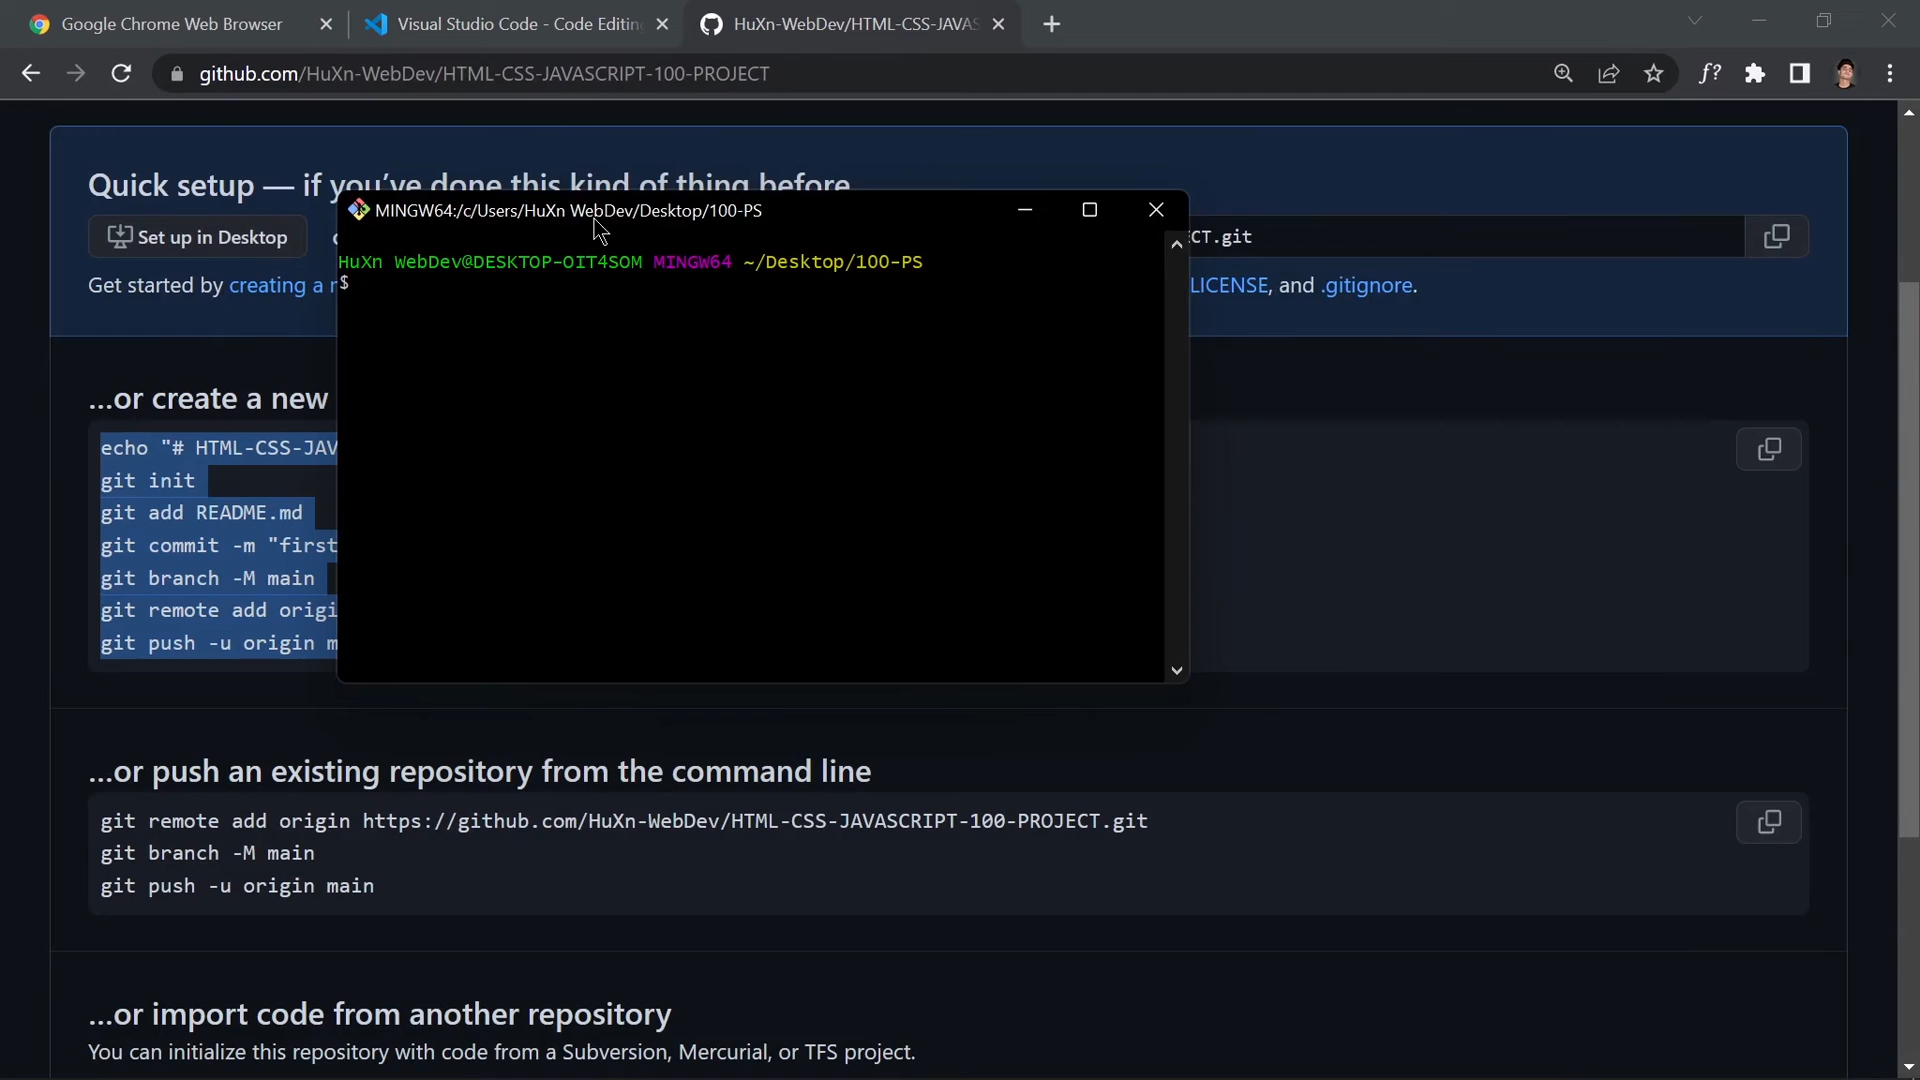 Google Chrome Web Browser
Visual Studio Code - Code Editin
HuXn-WebDev/HTML-CSS-JAVAS
github.com/HuXn-WebDev/HTML-CSS-JAVASCRIPT-100-PROJECT
f?
Quick setup — if you've done this kind of thing before
MINGW64:/c/Users/HuXn WebDev/Desktop/100-PS
Set up in Desktop
CT.git
HuXn WebDev@DESKTOP-OIT4SOM MINGW64 ~/Desktop/100-PS
$
Get started by creating a
LICENSE, and .gitignore.
...or create a new
echo "# HTML-CSS-JAV
git init
git add README.md
git commit -m "first
git branch -M main
git remote add origi
git push -u origin m
...or push an existing repository from the command line
git remote add origin https://github.com/HuXn-WebDev/HTML-CSS-JAVASCRIPT-100-PROJECT.git
git branch -M main
git push -u origin main
...or import code from another repository
You can initialize this repository with code from a Subversion, Mercurial, or TFS project.